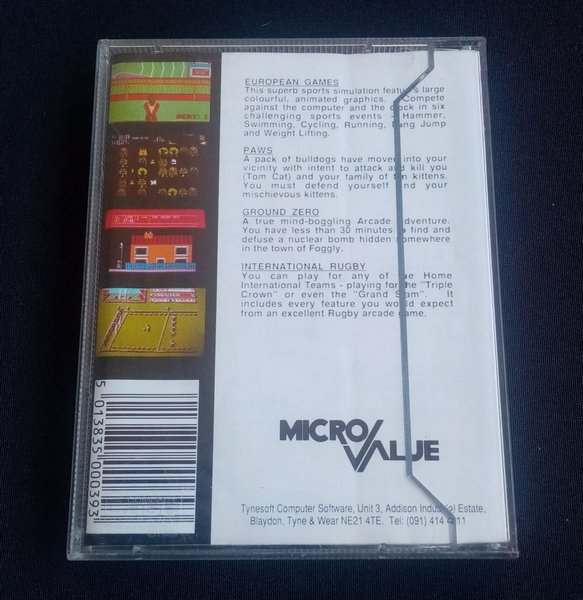 EUROPEAN GAMES
This superb sports simulation features large
colourful, animated graphics. Compete
against the computer and the clock in six
challenging sports events - Hammer,
Swimming, Cycling, Running, Long Jump
and Weight Lifting.
PAWS
A pack of bulldogs have moved into your
vicinity with intent to attack and kill you
(Tom Cat) and your family of ten kittens.
You must defend yourself and your
mischievous kittens.
GROUND ZERO
A true mind-boggling Arcade Adventure.
You have less than 30 minutes to find and
defuse a nuclear bomb hidden somewhere
in the town of Foggly.
INTERNATIONAL RUGBY
You can play for any of the Home
International Teams - playing for the "Triple
Crown" or even the "Grand Slam". It
includes every feature you would expect
from an excellent Rugby arcade game.
5 013835 000393
MICRO
VALUE
Tynesoft Computer Software, Unit 3, Addison Industrial Estate,
Blaydon, Tyne & Wear NE21 4TE. Tel: (091) 414